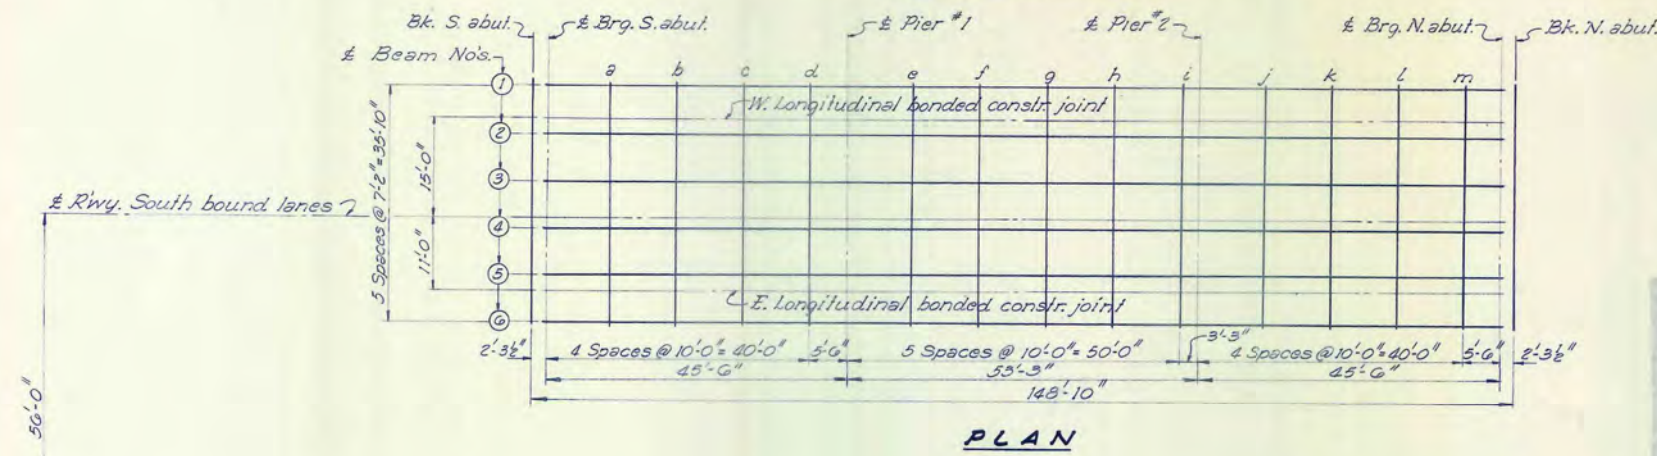 Bk. S. abut.
℄ Brg. S. abut.
℄ Pier #1
℄ Pier #2
℄ Brg. N. abut.
Bk. N. abut.
℄ Beam No's.
a b c d e f g h i j k l m
1
W. Longitudinal bonded constr. joint
2
3
℄ R'wy. South bound lanes
4
5
E. Longitudinal bonded constr. joint
6
5 Spaces @ 7'-2" = 35'-10"
15'-0"
11'-0"
2'-3½"
4 Spaces @ 10'-0" = 40'-0"
5'-6"
5 Spaces @ 10'-0" = 50'-0"
3'-3"
4 Spaces @ 10'-0" = 40'-0"
5'-6"
2'-3½"
45'-6"
53'-3"
45'-6"
148'-10"
56'-0"
PLAN